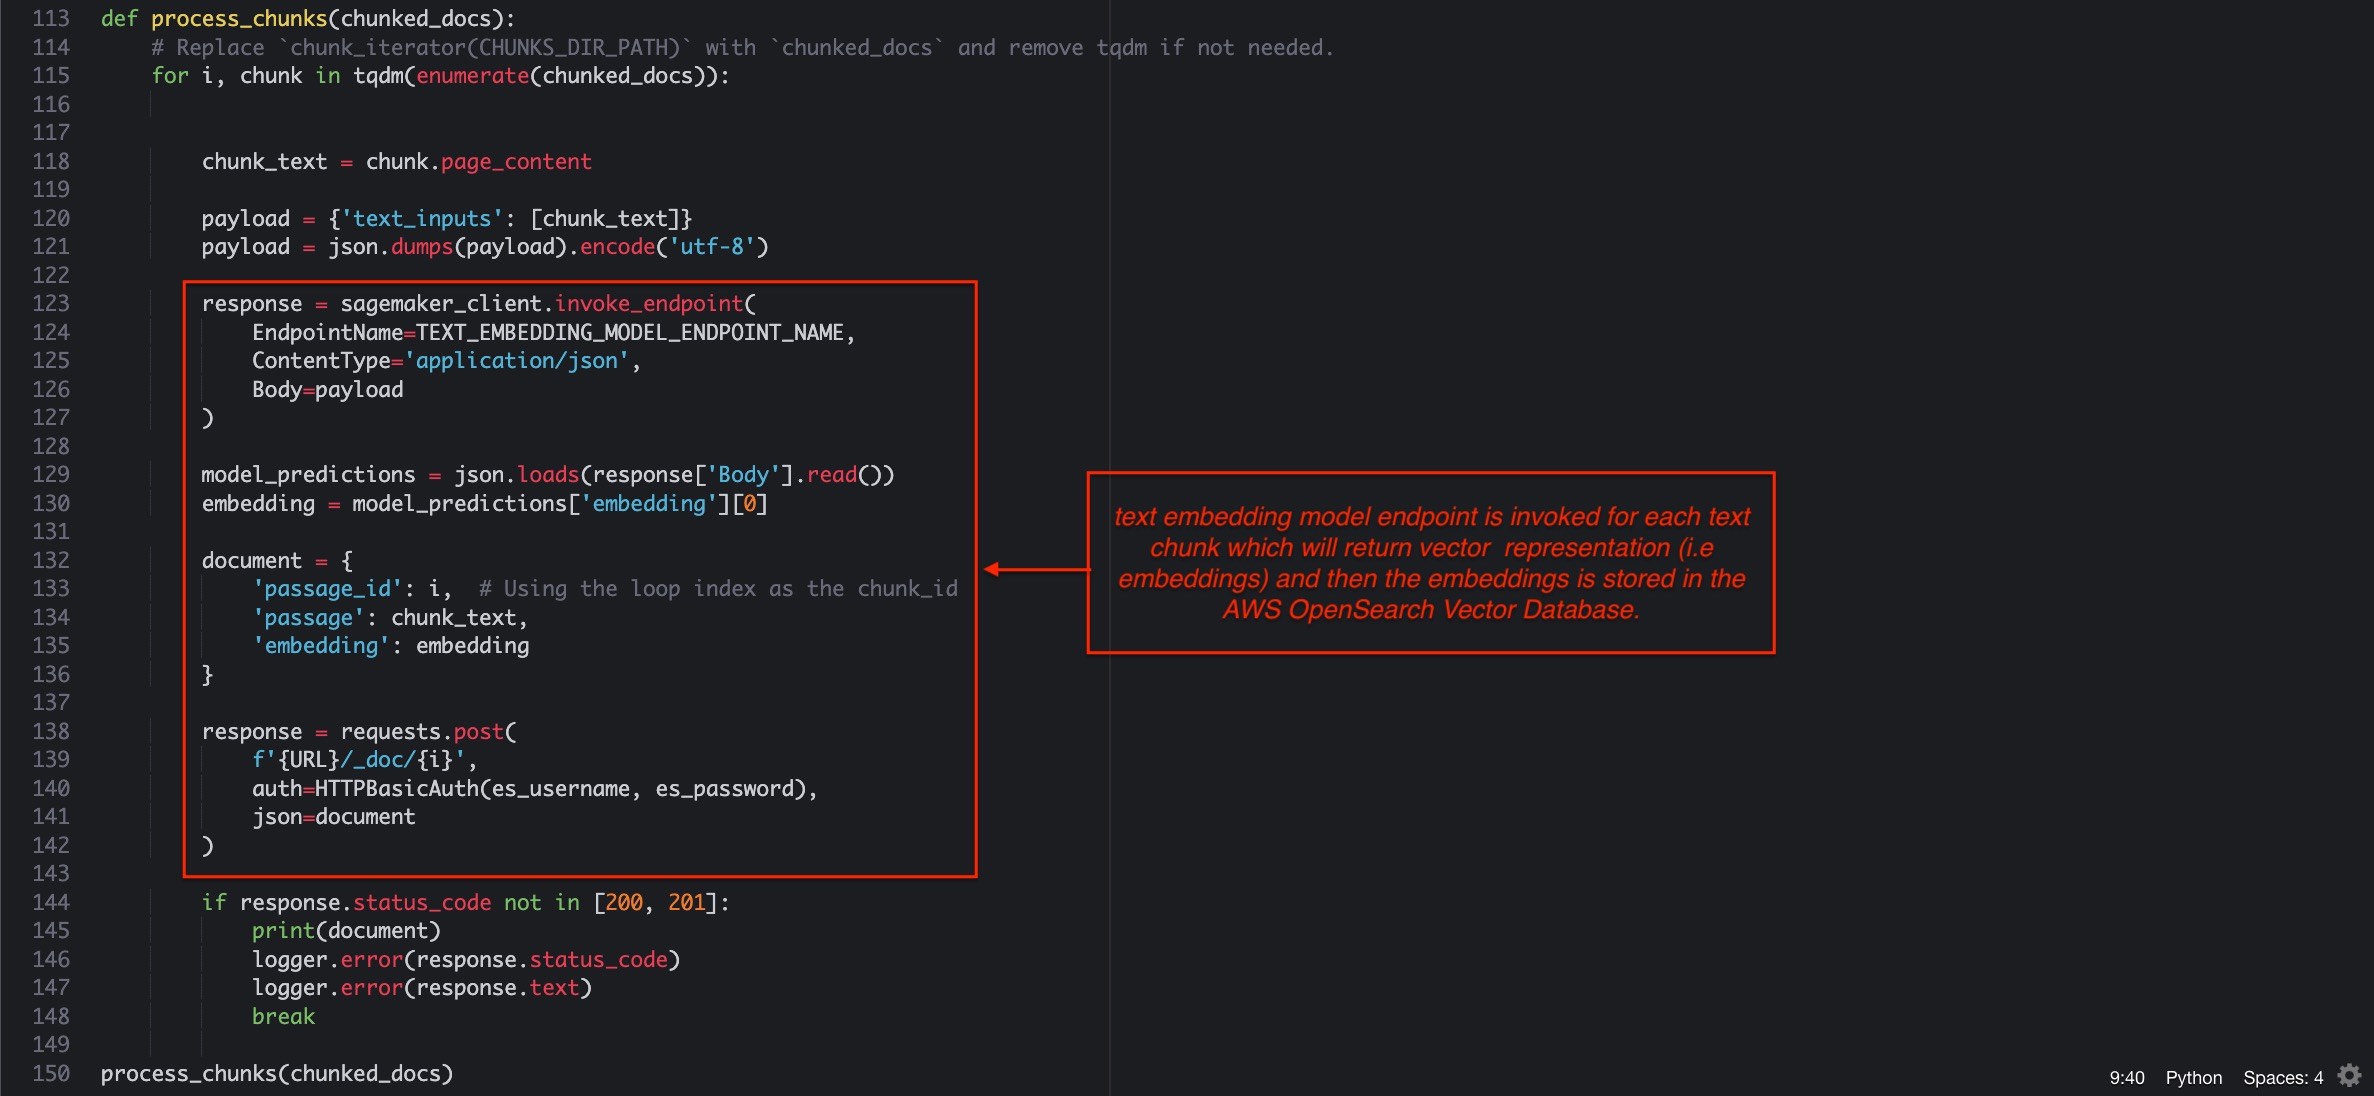 113 def process_chunks(chunked_docs):
114     # Replace `chunk_iterator(CHUNKS_DIR_PATH)` with `chunked_docs` and remove tqdm if not needed.
115     for i, chunk in tqdm(enumerate(chunked_docs)):
116
117
118         chunk_text = chunk.page_content
119
120         payload = {'text_inputs': [chunk_text]}
121         payload = json.dumps(payload).encode('utf-8')
122
123         response = sagemaker_client.invoke_endpoint(
124             EndpointName=TEXT_EMBEDDING_MODEL_ENDPOINT_NAME,
125             ContentType='application/json',
126             Body=payload
127         )
128
129         model_predictions = json.loads(response['Body'].read())
130         embedding = model_predictions['embedding'][0]
131
132         document = {
133             'passage_id': i,  # Using the loop index as the chunk_id
134             'passage': chunk_text,
135             'embedding': embedding
136         }
137
138         response = requests.post(
139             f'{URL}/_doc/{i}',
140             auth=HTTPBasicAuth(es_username, es_password),
141             json=document
142         )
143
144         if response.status_code not in [200, 201]:
145             print(document)
146             logger.error(response.status_code)
147             logger.error(response.text)
148             break
149
150 process_chunks(chunked_docs)
text embedding model endpoint is invoked for each text
chunk which will return vector  representation (i.e
embeddings) and then the embeddings is stored in the
AWS OpenSearch Vector Database.
9:40 Python Spaces: 4